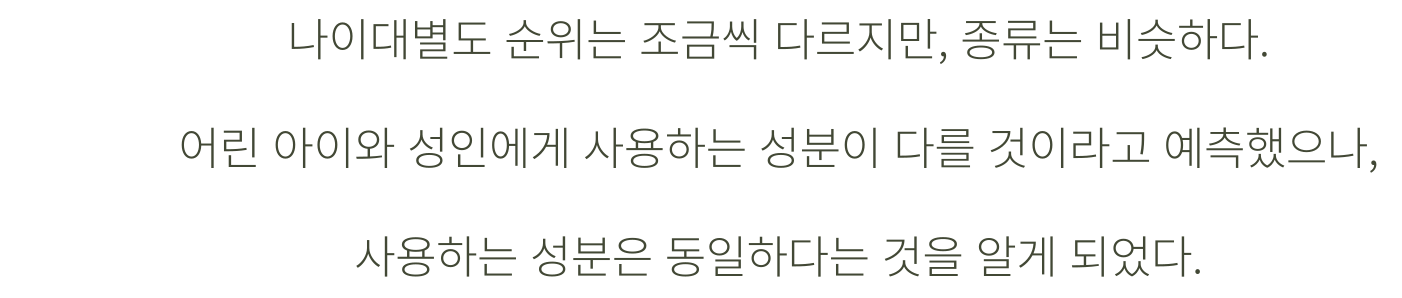 나이대별도 순위는 조금씩 다르지만, 종류는 비슷하다.
어린 아이와 성인에게 사용하는 성분이 다를 것이라고 예측했으나,
사용하는 성분은 동일하다는 것을 알게 되었다.